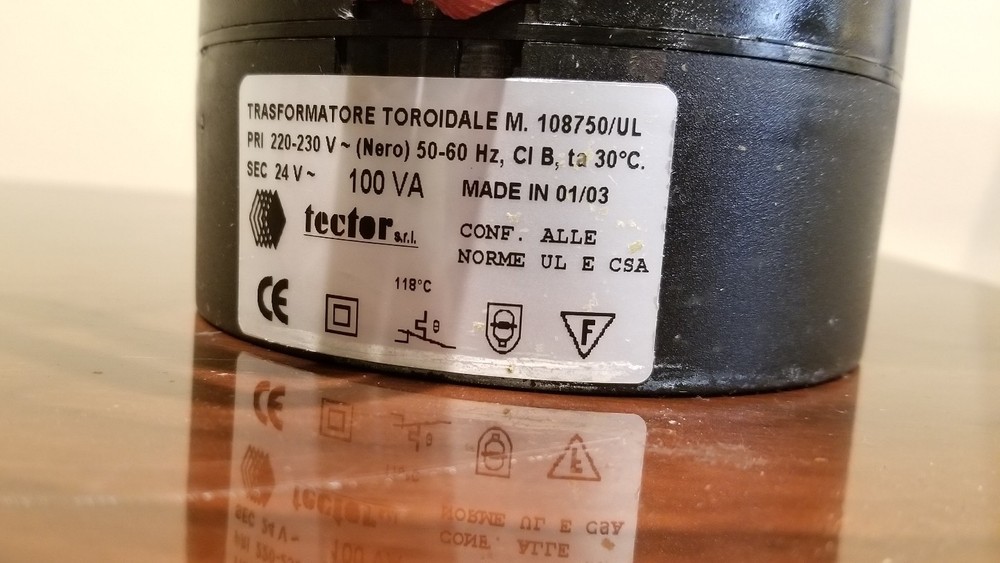 TRASFORMATORE TOROIDALE M. 108750/UL
PRI 220-230 V ~ (Nero) 50-60 Hz, Cl B, ta 30°C.
SEC 24 V ~ 100 VA MADE IN 01/03
tector s.r.l.
CONF. ALLE
NORME UL E CSA
118°C
CE
θ
F